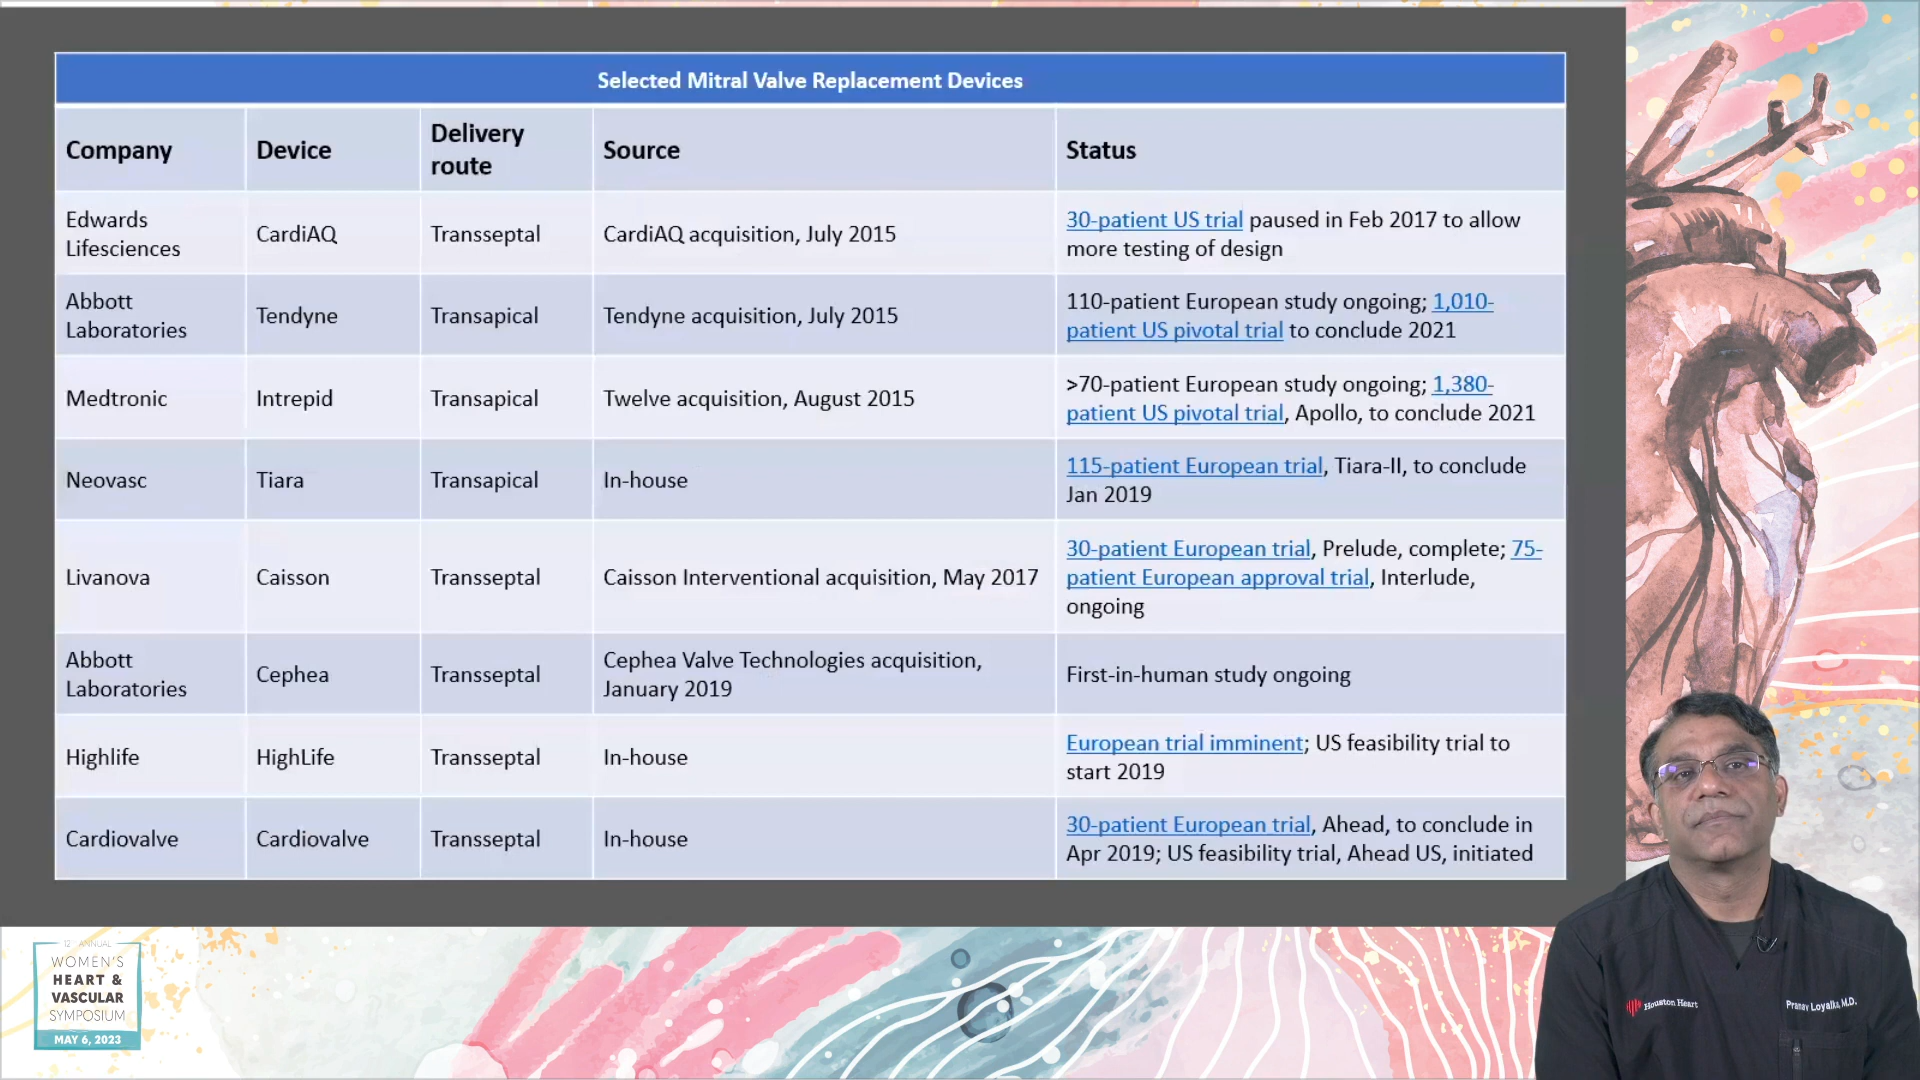 Selected Mitral Valve Replacement Devices
Company
Device
Delivery
route
Source
Status
Edwards
Lifesciences
CardiAQ
Transseptal
CardiAQ acquisition, July 2015
30-patient US trial paused in Feb 2017 to allow
more testing of design
Abbott
Laboratories
Tendyne
Transapical
Tendyne acquisition, July 2015
110-patient European study ongoing; 1,010-
patient US pivotal trial to conclude 2021
Medtronic
Intrepid
Transapical
Twelve acquisition, August 2015
>70-patient European study ongoing; 1,380-
patient US pivotal trial, Apollo, to conclude 2021
Neovasc
Tiara
Transapical
In-house
115-patient European trial, Tiara-II, to conclude
Jan 2019
Livanova
Caisson
Transseptal
Caisson Interventional acquisition, May 2017
30-patient European trial, Prelude, complete; 75-
patient European approval trial, Interlude,
ongoing
Abbott
Laboratories
Cephea
Transseptal
Cephea Valve Technologies acquisition,
January 2019
First-in-human study ongoing
Highlife
HighLife
Transseptal
In-house
European trial imminent; US feasibility trial to
start 2019
Cardiovalve
Cardiovalve
Transseptal
In-house
30-patient European trial, Ahead, to conclude in
Apr 2019; US feasibility trial, Ahead US, initiated
12th ANNUAL
WOMEN'S
HEART &
VASCULAR
SYMPOSIUM
MAY 6, 2023
Houston Heart
Pranav Loyalka, M.D.